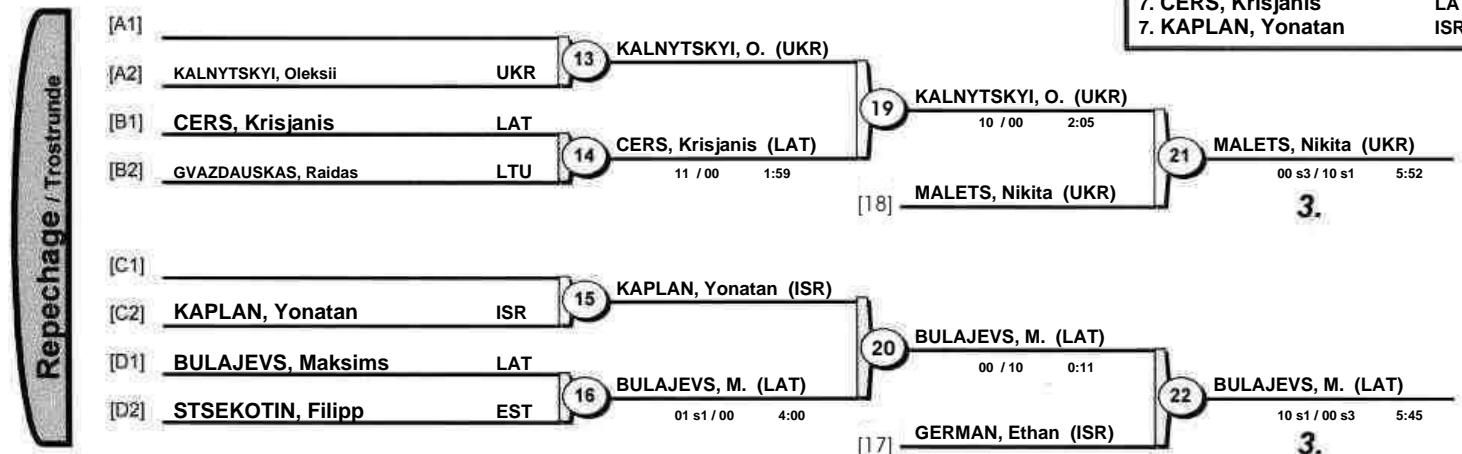 7. CERS, Krisjanis LAT
7. KAPLAN, Yonatan ISR
Repechage / Trostrunde
[A1]
[A2] KALNYTSKYI, Oleksii UKR
13 KALNYTSKYI, O. (UKR)
[B1] CERS, Krisjanis LAT
[B2] GVAZDAUSKAS, Raidas LTU
14 CERS, Krisjanis (LAT)
11 / 00 1:59
19 KALNYTSKYI, O. (UKR)
10 / 00 2:05
[18] MALETS, Nikita (UKR)
21 MALETS, Nikita (UKR)
00 s3 / 10 s1 5:52
3.
[C1]
[C2] KAPLAN, Yonatan ISR
15 KAPLAN, Yonatan (ISR)
[D1] BULAJEVS, Maksims LAT
[D2] STSEKOTIN, Filipp EST
16 BULAJEVS, M. (LAT)
01 s1 / 00 4:00
20 BULAJEVS, M. (LAT)
00 / 10 0:11
[17] GERMAN, Ethan (ISR)
22 BULAJEVS, M. (LAT)
10 s1 / 00 s3 5:45
3.